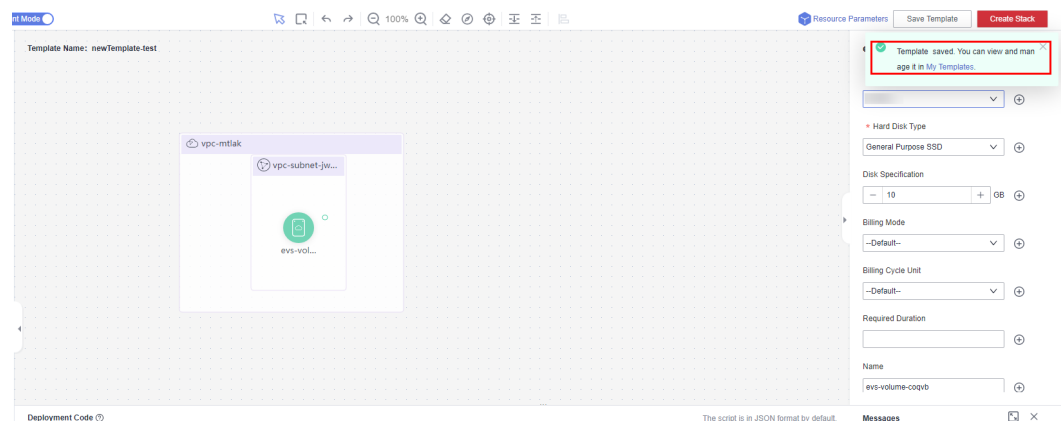 nt Mode
100%
Resource Parameters
Save Template
Create Stack
Template Name: newTemplate-test
Template saved. You can view and man
age it in My Templates.
* Hard Disk Type
General Purpose SSD
Disk Specification
10
GB
Billing Mode
--Default--
Billing Cycle Unit
--Default--
Required Duration
Name
evs-volume-coqvb
vpc-mtlak
vpc-subnet-jw...
evs-vol...
Deployment Code
The script is in JSON format by default.
Messages